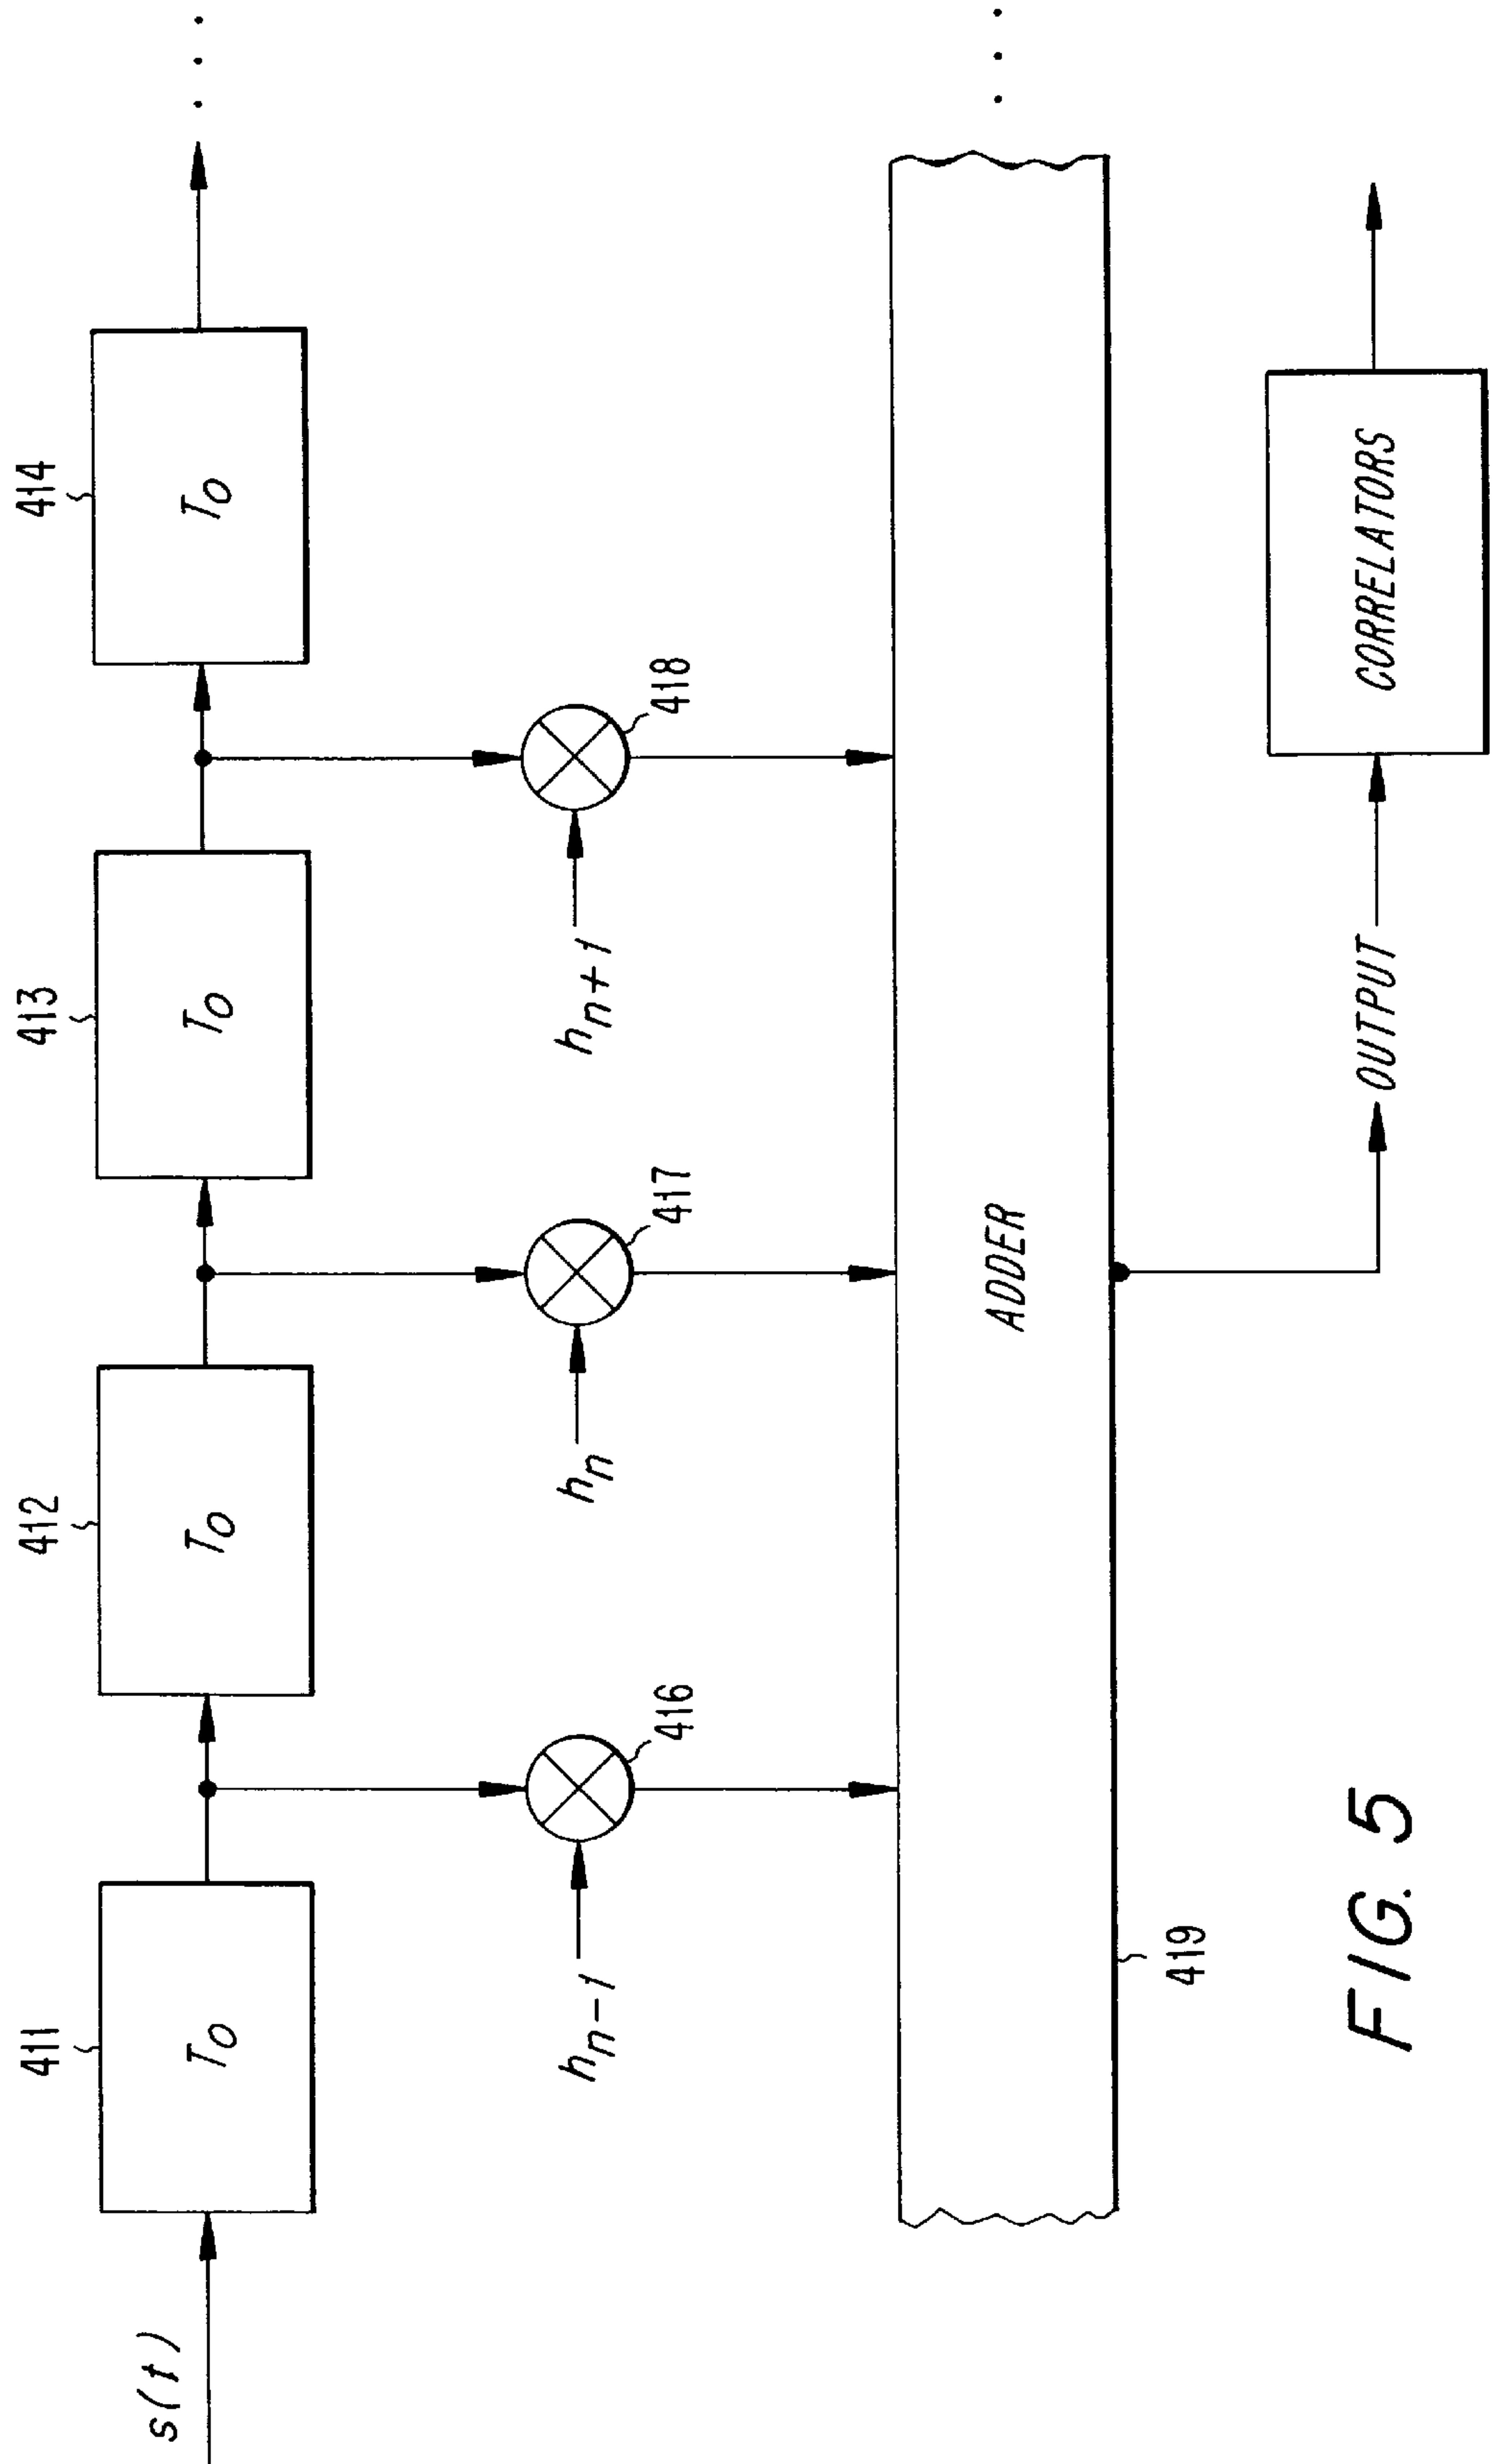 411 412 413 414
s(t) T0 T0 T0 T0
hn-1 hn hn+1
416 417 418
ADDER
419
OUTPUT CORRELATORS
FIG. 5